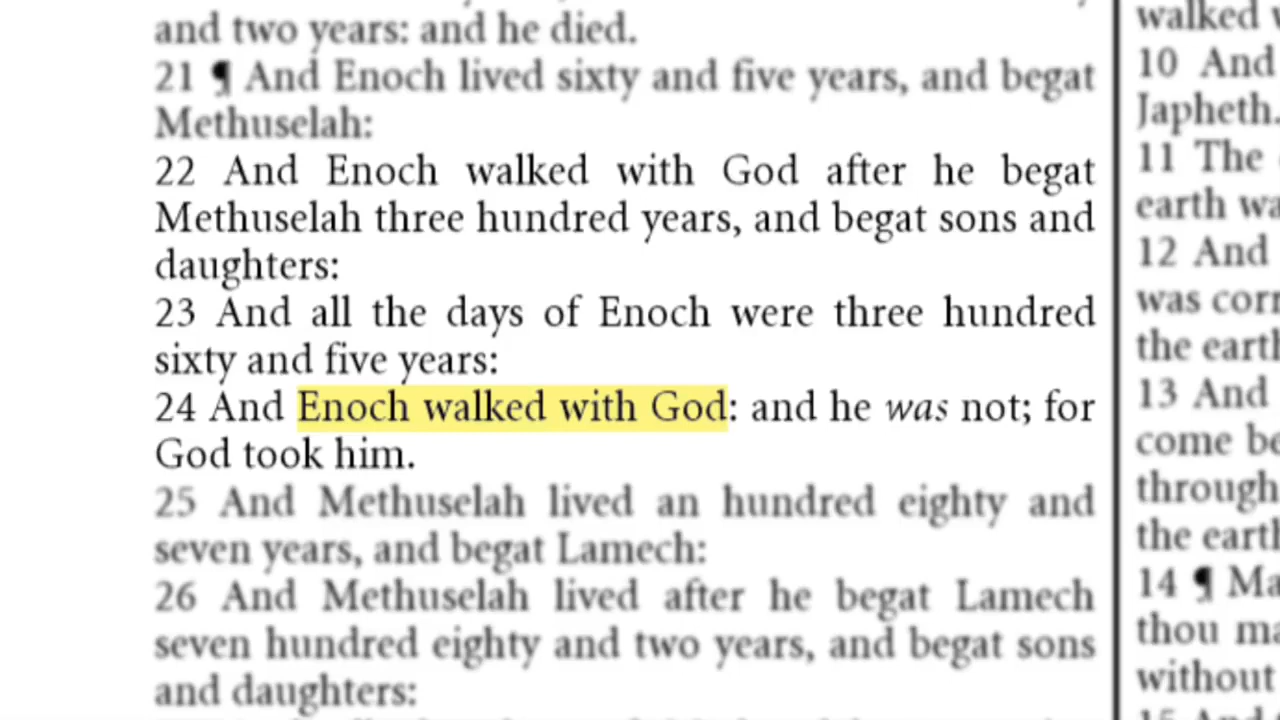 and two years: and he died.
21 ¶ And Enoch lived sixty and five years, and begat
Methuselah:
22 And Enoch walked with God after he begat
Methuselah three hundred years, and begat sons and
daughters:
23 And all the days of Enoch were three hundred
sixty and five years:
24 And Enoch walked with God: and he was not; for
God took him.
25 And Methuselah lived an hundred eighty and
seven years, and begat Lamech:
26 And Methuselah lived after he begat Lamech
seven hundred eighty and two years, and begat sons
and daughters:
walked
10 And
Japheth.
11 The
earth
12 And
was
the earth
13 And
come
through
the earth
14 ¶
thou
without